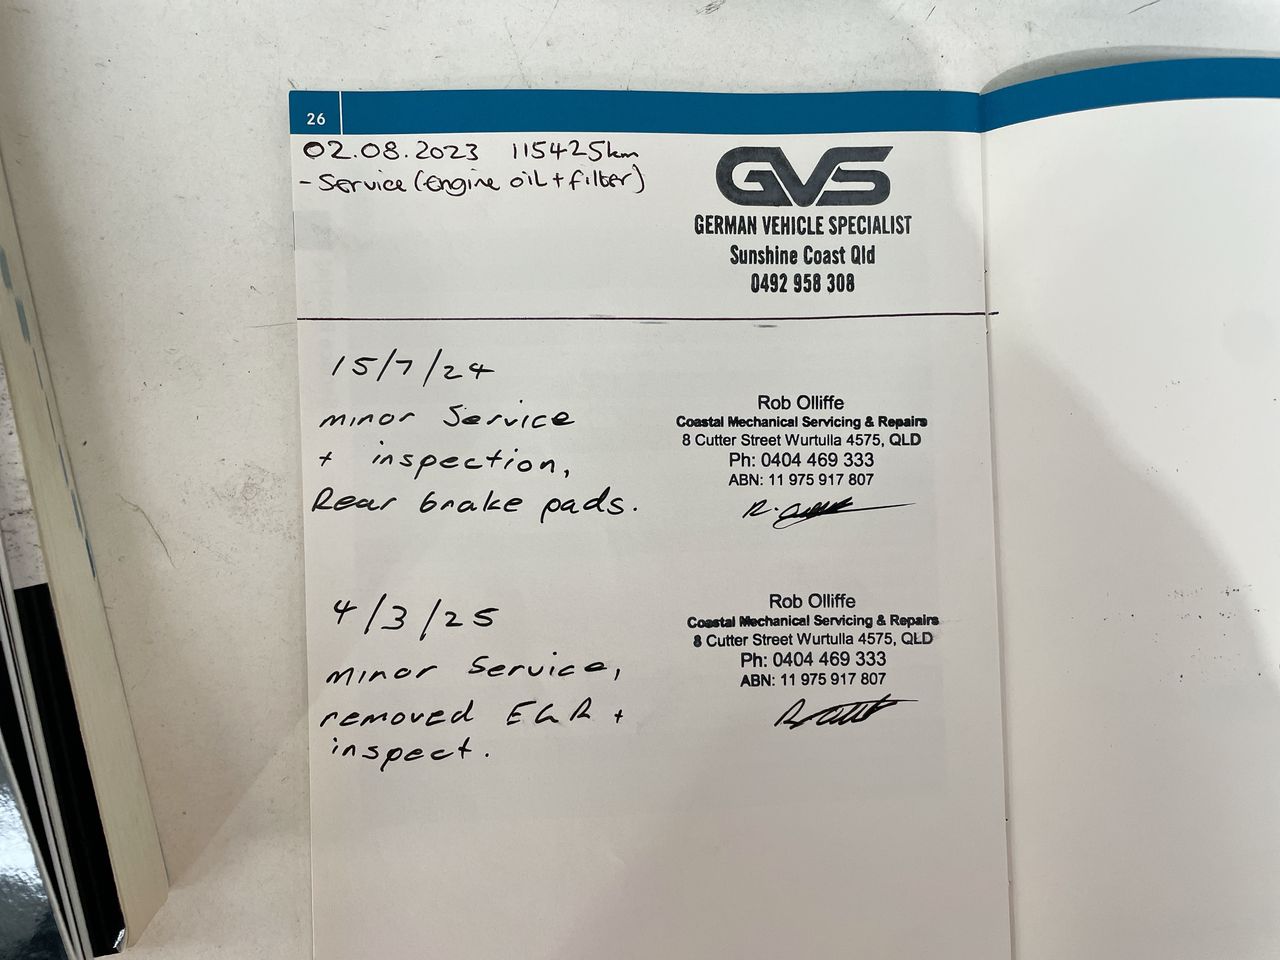 26
02.08.2023 115425km
- Service (Engine oil + filter)
GVS
GERMAN VEHICLE SPECIALIST
Sunshine Coast Qld
0492 958 308
15/7/24
minor Service
+ inspection,
Rear brake pads.
Rob Olliffe
Coastal Mechanical Servicing & Repairs
8 Cutter Street Wurtulla 4575, QLD
Ph: 0404 469 333
ABN: 11 975 917 807
4/3/25
minor Service,
removed EGR +
inspect.
Rob Olliffe
Coastal Mechanical Servicing & Repairs
8 Cutter Street Wurtulla 4575, QLD
Ph: 0404 469 333
ABN: 11 975 917 807